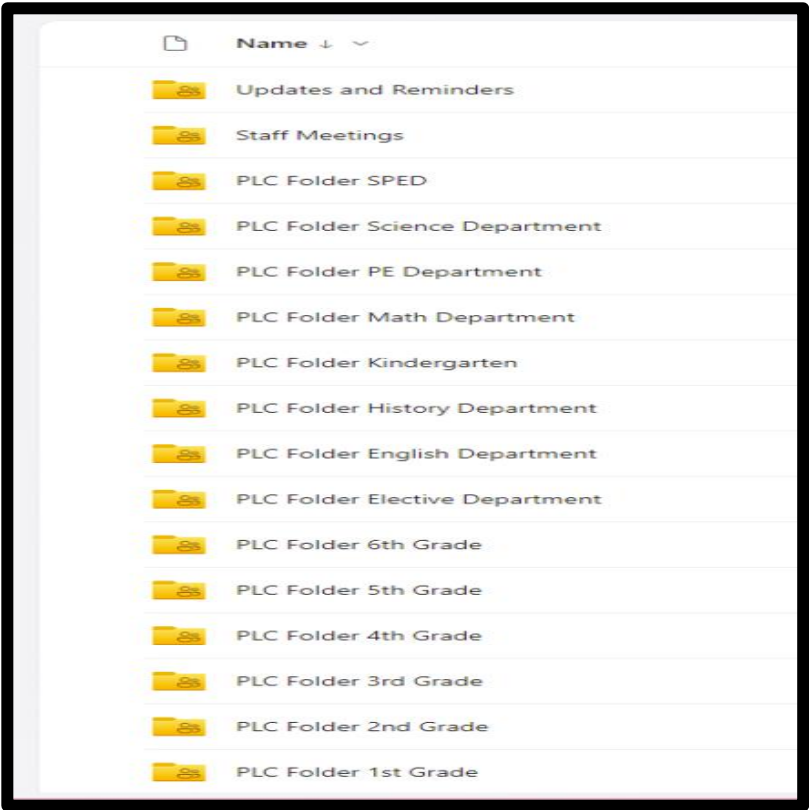 Name
Updates and Reminders
Staff Meetings
PLC Folder SPED
PLC Folder Science Department
PLC Folder PE Department
PLC Folder Math Department
PLC Folder Kindergarten
PLC Folder History Department
PLC Folder English Department
PLC Folder Elective Department
PLC Folder 6th Grade
PLC Folder 5th Grade
PLC Folder 4th Grade
PLC Folder 3rd Grade
PLC Folder 2nd Grade
PLC Folder 1st Grade